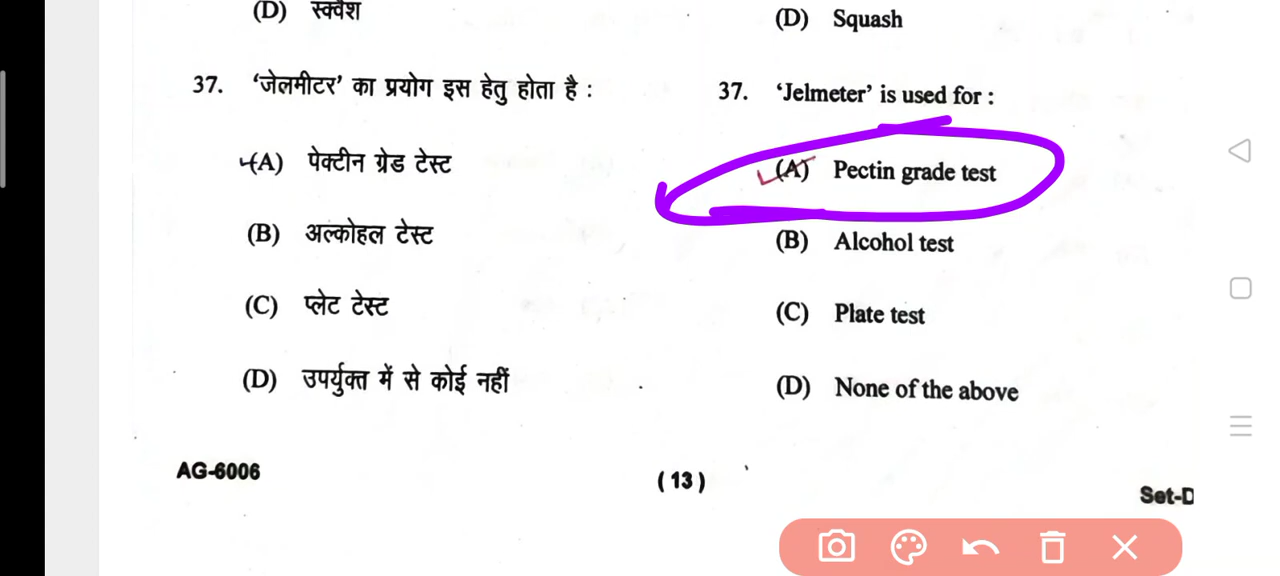 (D) स्क्वैश
37. ‘जेलमीटर’ का प्रयोग इस हेतु होता है :
(A) पेक्टीन ग्रेड टेस्ट
(B) अल्कोहल टेस्ट
(C) प्लेट टेस्ट
(D) उपर्युक्त में से कोई नहीं
(D) Squash
37. ‘Jelmeter’ is used for :
(A) Pectin grade test
(B) Alcohol test
(C) Plate test
(D) None of the above
AG-6006
( 13 )
Set-D